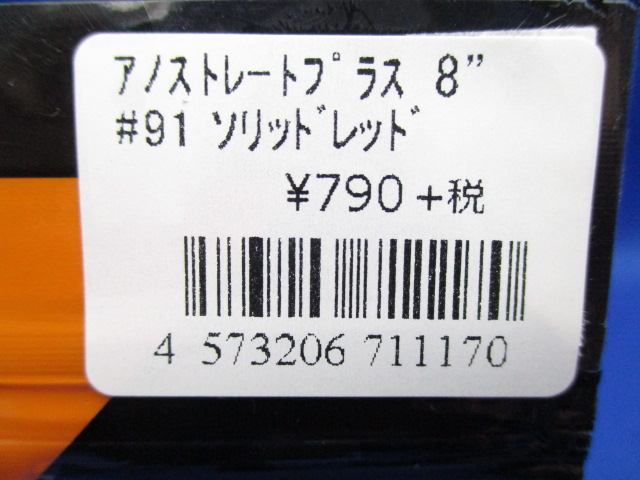 ｱﾉｽﾄﾚｰﾄﾌﾟﾗｽ 8"
#91 ｿﾘｯﾄﾞﾚｯﾄﾞ
¥790 +税
4 573206 711170